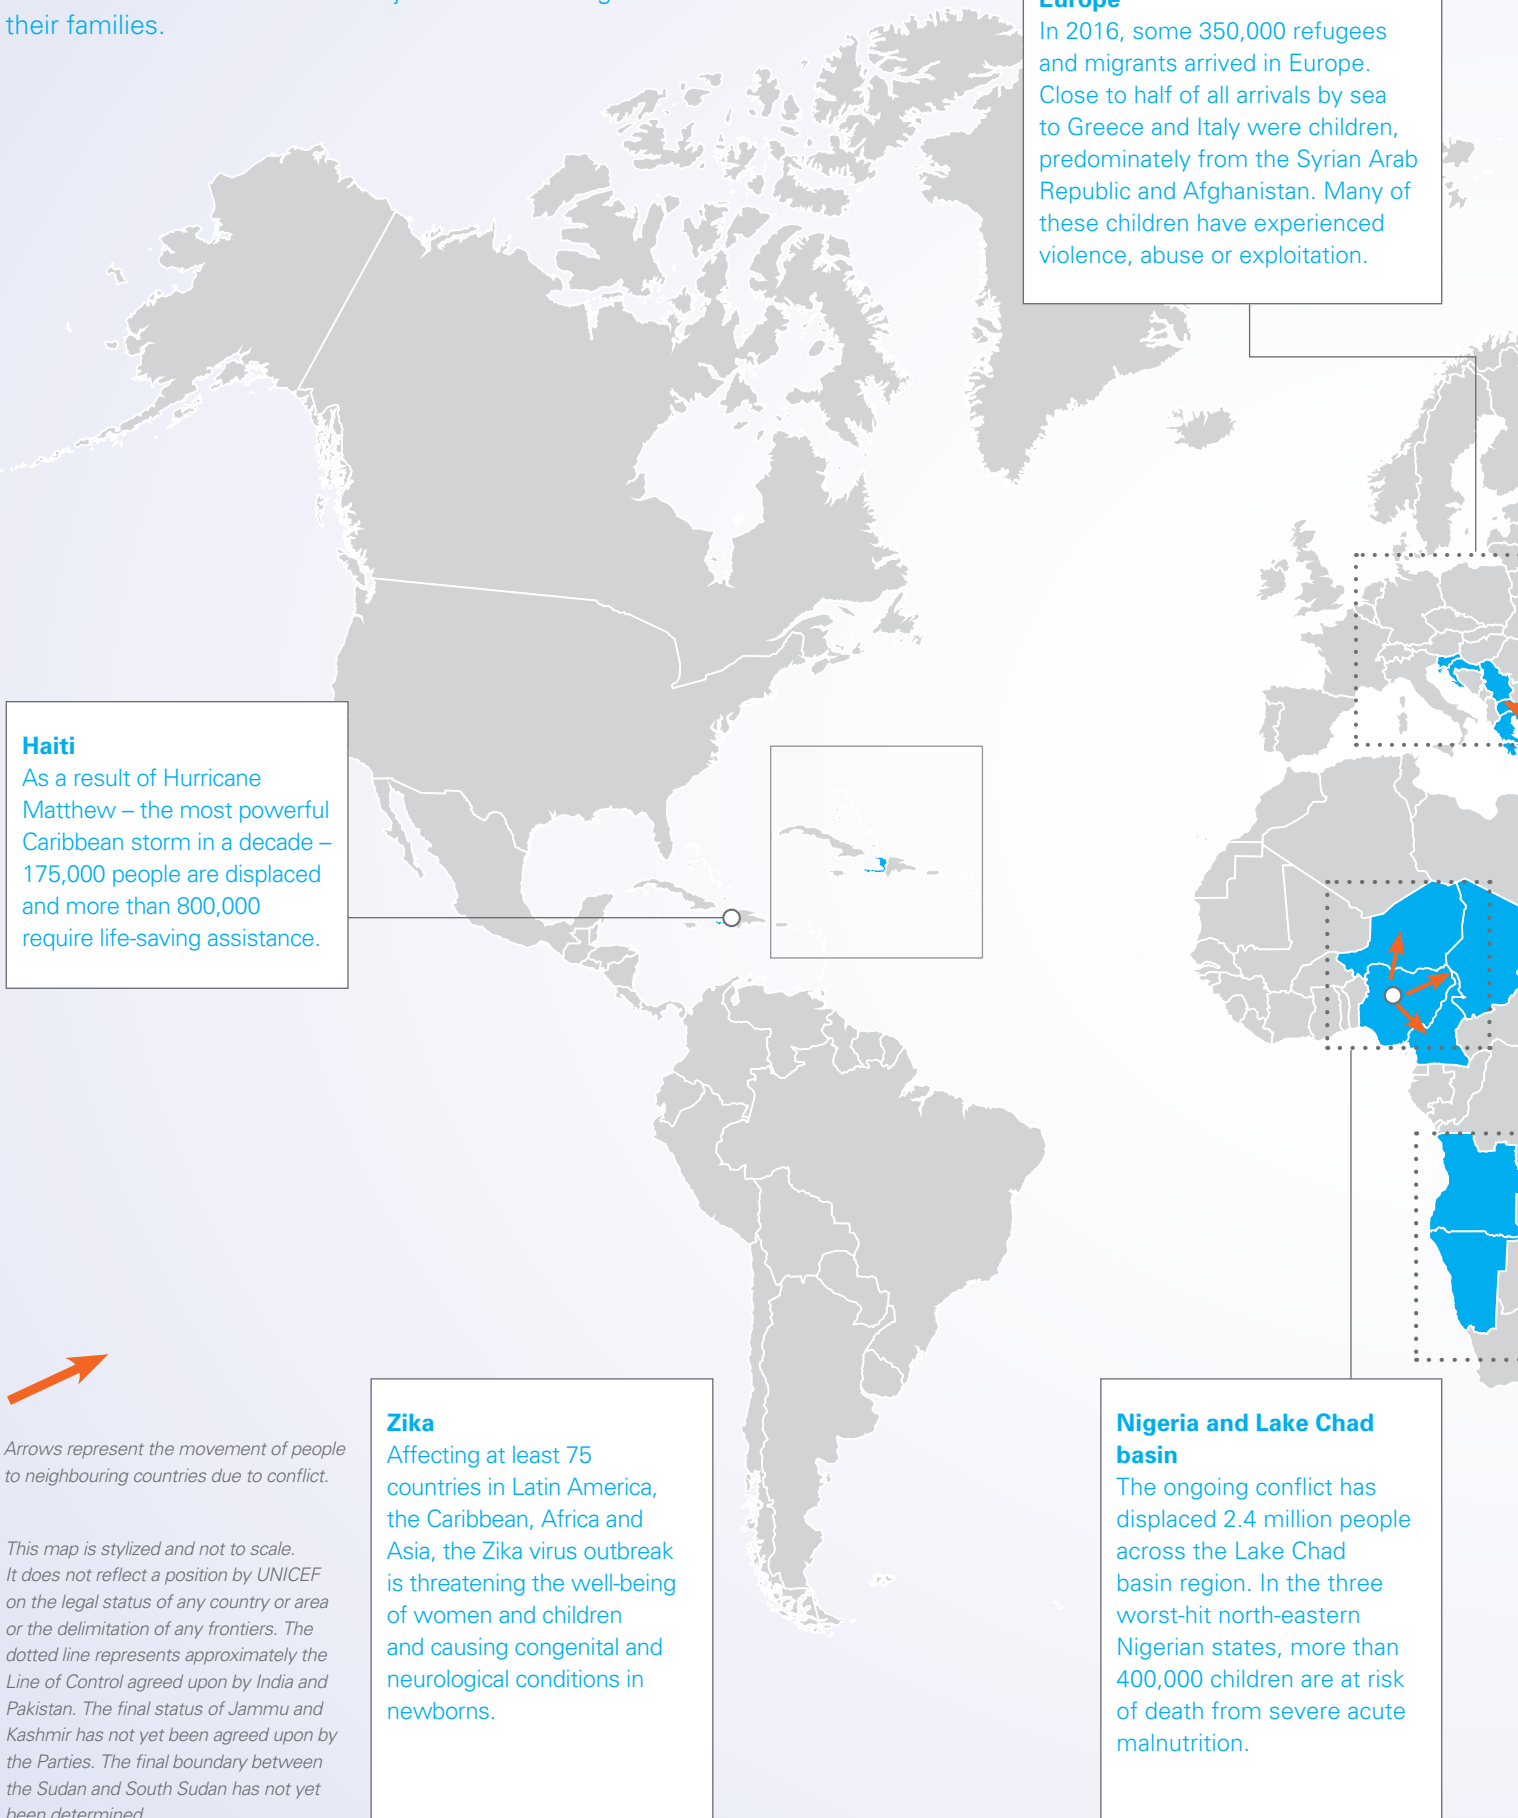 their families.
Europe
In 2016, some 350,000 refugees
and migrants arrived in Europe.
Close to half of all arrivals by sea
to Greece and Italy were children,
predominately from the Syrian Arab
Republic and Afghanistan. Many of
these children have experienced
violence, abuse or exploitation.
Haiti
As a result of Hurricane
Matthew – the most powerful
Caribbean storm in a decade –
175,000 people are displaced
and more than 800,000
require life-saving assistance.
Arrows represent the movement of people
to neighbouring countries due to conflict.
This map is stylized and not to scale.
It does not reflect a position by UNICEF
on the legal status of any country or area
or the delimitation of any frontiers. The
dotted line represents approximately the
Line of Control agreed upon by India and
Pakistan. The final status of Jammu and
Kashmir has not yet been agreed upon by
the Parties. The final boundary between
the Sudan and South Sudan has not yet
been determined.
Zika
Affecting at least 75
countries in Latin America,
the Caribbean, Africa and
Asia, the Zika virus outbreak
is threatening the well-being
of women and children
and causing congenital and
neurological conditions in
newborns.
Nigeria and Lake Chad
basin
The ongoing conflict has
displaced 2.4 million people
across the Lake Chad
basin region. In the three
worst-hit north-eastern
Nigerian states, more than
400,000 children are at risk
of death from severe acute
malnutrition.